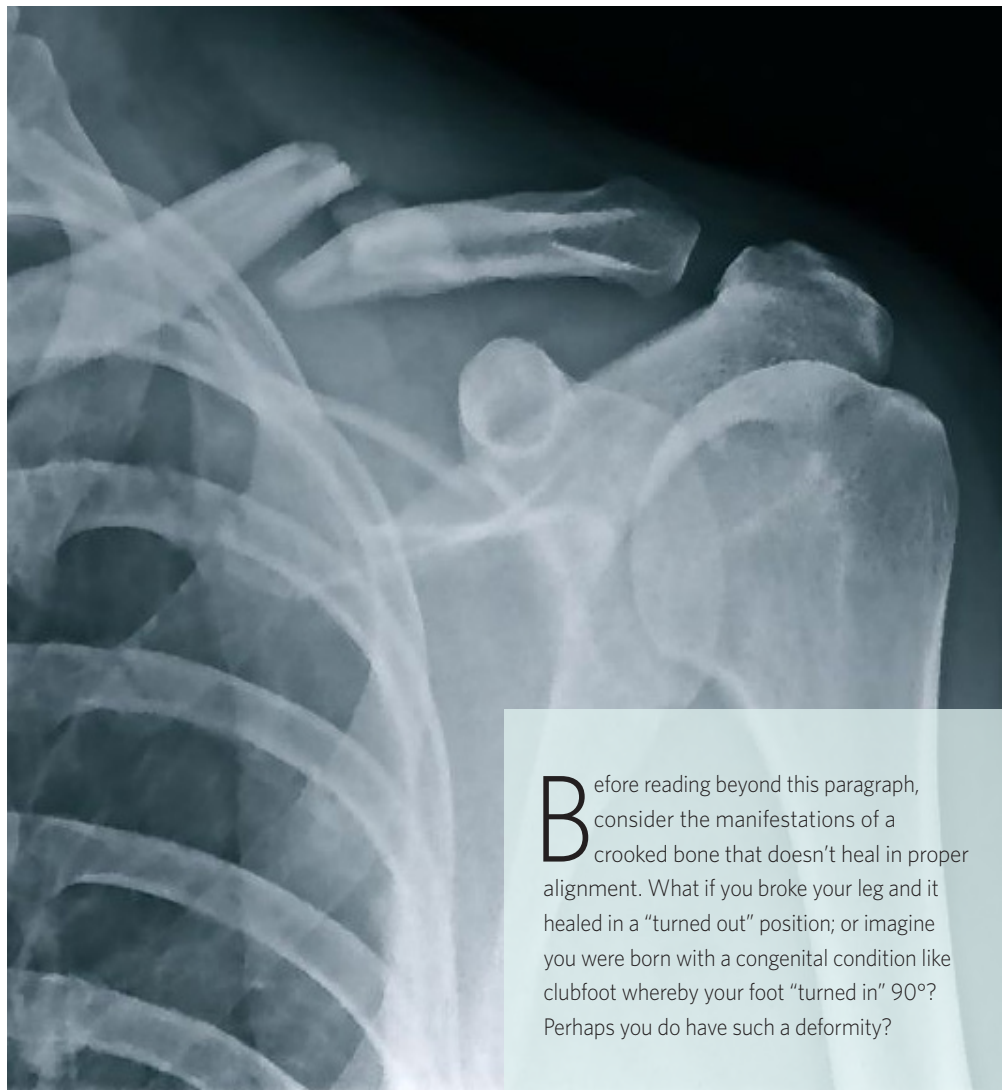 Before reading beyond this paragraph,
consider the manifestations of a
crooked bone that doesn’t heal in proper
alignment. What if you broke your leg and it
healed in a “turned out” position; or imagine
you were born with a congenital condition like
clubfoot whereby your foot “turned in” 90°?
Perhaps you do have such a deformity?